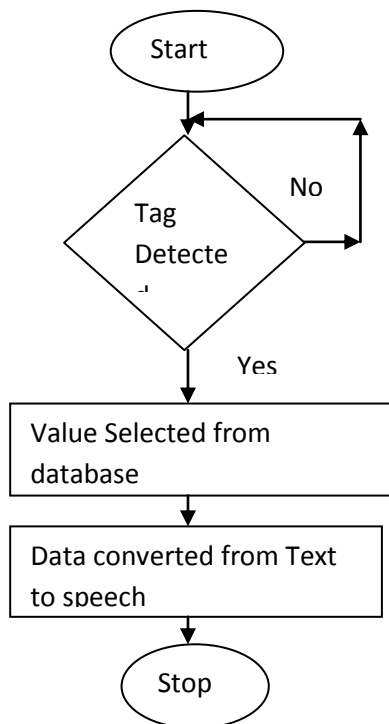 Start
No
Tag
Detecte
d
Yes
Value Selected from
database
Data converted from Text
to speech
Stop